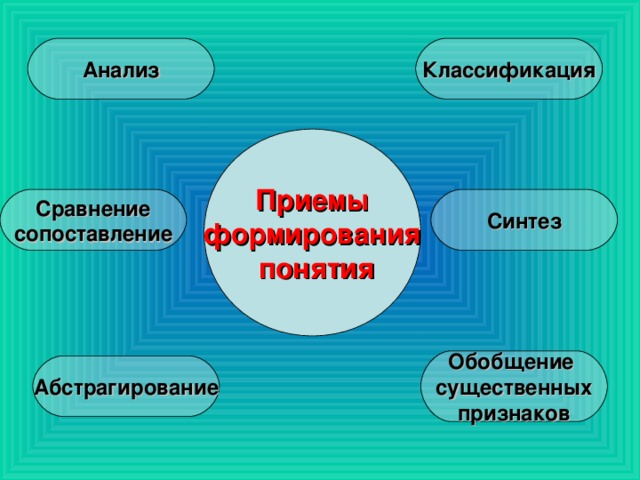 Анализ
Классификация
Приемы
формирования
понятия
Сравнение
сопоставление
Синтез
Абстрагирование
Обобщение
существенных
признаков